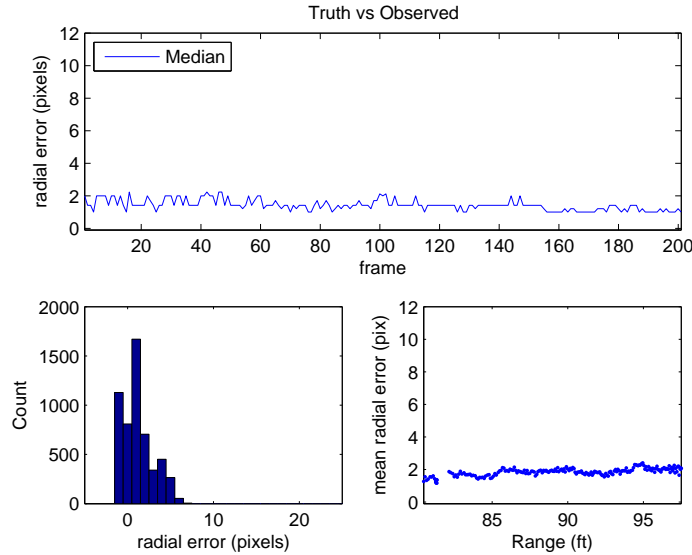 Truth vs Observed
12
10
8
6
4
2
0
Median
radial error (pixels)
20 40 60 80 100 120 140 160 180 200
frame
2000
1500
1000
500
0
Count
0 10 20
radial error (pixels)
12
10
8
6
4
2
0
mean radial error (pix)
85 90 95
Range (ft)